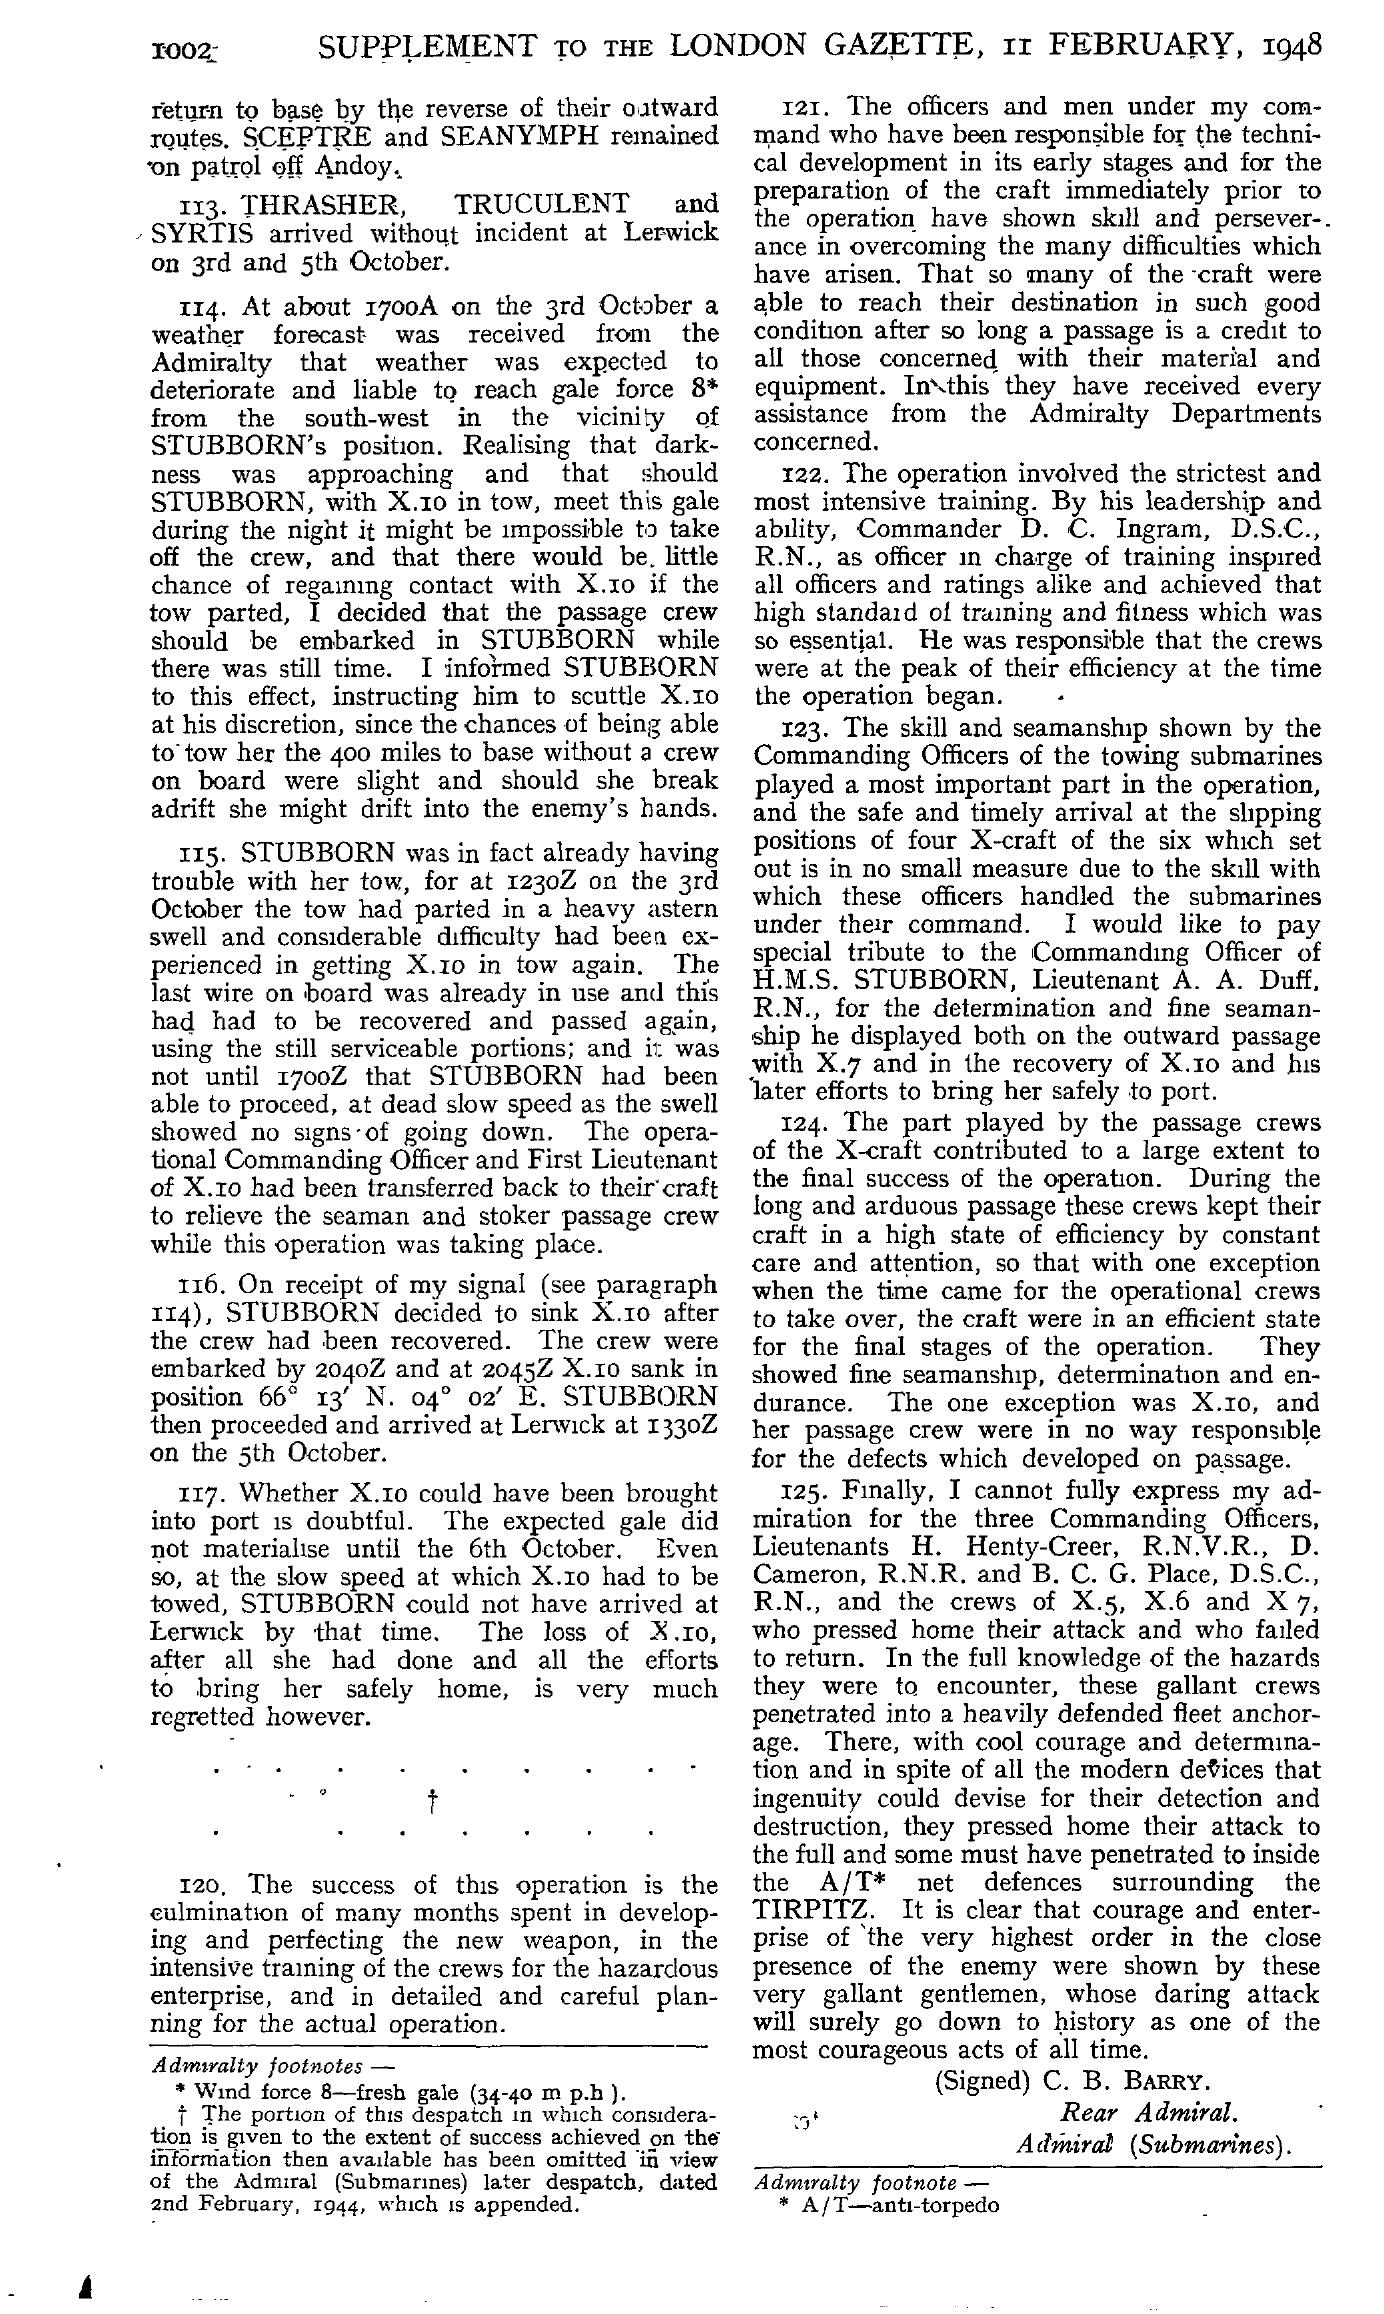 1002 SUPPLEMENT TO THE LONDON GAZETTE, 11 FEBRUARY, 1948
return to base by the reverse of their outward
routes. SCEPTRE and SEANYMPH remained
on patrol off Andoy.
113. THRASHER, TRUCULENT and
SYRTIS arrived without incident at Lerwick
on 3rd and 5th October.
114. At about 1700A on the 3rd October a
weather forecast was received from the
Admiralty that weather was expected to
deteriorate and liable to reach gale force 8*
from the south-west in the vicinity of
STUBBORN's position. Realising that dark-
ness was approaching and that should
STUBBORN, with X.10 in tow, meet this gale
during the night it might be impossible to take
off the crew, and that there would be little
chance of regaining contact with X.10 if the
tow parted, I decided that the passage crew
should be embarked in STUBBORN while
there was still time. I informed STUBBORN
to this effect, instructing him to scuttle X.10
at his discretion, since the chances of being able
to tow her the 400 miles to base without a crew
on board were slight and should she break
adrift she might drift into the enemy's hands.
115. STUBBORN was in fact already having
trouble with her tow, for at 1230Z on the 3rd
October the tow had parted in a heavy astern
swell and considerable difficulty had been ex-
perienced in getting X.10 in tow again. The
last wire on board was already in use and this
had had to be recovered and passed again,
using the still serviceable portions; and it was
not until 1700Z that STUBBORN had been
able to proceed, at dead slow speed as the swell
showed no signs of going down. The opera-
tional Commanding Officer and First Lieutenant
of X.10 had been transferred back to their craft
to relieve the seaman and stoker passage crew
while this operation was taking place.
116. On receipt of my signal (see paragraph
114), STUBBORN decided to sink X.10 after
the crew had been recovered. The crew were
embarked by 2040Z and at 2045Z X.10 sank in
position 66° 13′ N. 04° 02′ E. STUBBORN
then proceeded and arrived at Lerwick at 1330Z
on the 5th October.
117. Whether X.10 could have been brought
into port is doubtful. The expected gale did
not materialise until the 6th October. Even
so, at the slow speed at which X.10 had to be
towed, STUBBORN could not have arrived at
Lerwick by that time. The loss of X.10,
after all she had done and all the efforts
to bring her safely home, is very much
regretted however.
. . . . . . . .
†
. . . . . . .
120. The success of this operation is the
culmination of many months spent in develop-
ing and perfecting the new weapon, in the
intensive training of the crews for the hazardous
enterprise, and in detailed and careful plan-
ning for the actual operation.
Admiralty footnotes —
* Wind force 8—fresh gale (34-40 m p.h ).
† The portion of this despatch in which considera-
tion is given to the extent of success achieved on the
information then available has been omitted in view
of the Admiral (Submarines) later despatch, dated
2nd February, 1944, which is appended.
121. The officers and men under my com-
mand who have been responsible for the techni-
cal development in its early stages and for the
preparation of the craft immediately prior to
the operation have shown skill and persever-
ance in overcoming the many difficulties which
have arisen. That so many of the craft were
able to reach their destination in such good
condition after so long a passage is a credit to
all those concerned with their material and
equipment. In this they have received every
assistance from the Admiralty Departments
concerned.
122. The operation involved the strictest and
most intensive training. By his leadership and
ability, Commander D. C. Ingram, D.S.C.,
R.N., as officer in charge of training inspired
all officers and ratings alike and achieved that
high standard of training and fitness which was
so essential. He was responsible that the crews
were at the peak of their efficiency at the time
the operation began.
123. The skill and seamanship shown by the
Commanding Officers of the towing submarines
played a most important part in the operation,
and the safe and timely arrival at the slipping
positions of four X-craft of the six which set
out is in no small measure due to the skill with
which these officers handled the submarines
under their command. I would like to pay
special tribute to the Commanding Officer of
H.M.S. STUBBORN, Lieutenant A. A. Duff,
R.N., for the determination and fine seaman-
ship he displayed both on the outward passage
with X.7 and in the recovery of X.10 and his
later efforts to bring her safely to port.
124. The part played by the passage crews
of the X-craft contributed to a large extent to
the final success of the operation. During the
long and arduous passage these crews kept their
craft in a high state of efficiency by constant
care and attention, so that with one exception
when the time came for the operational crews
to take over, the craft were in an efficient state
for the final stages of the operation. They
showed fine seamanship, determination and en-
durance. The one exception was X.10, and
her passage crew were in no way responsible
for the defects which developed on passage.
125. Finally, I cannot fully express my ad-
miration for the three Commanding Officers,
Lieutenants H. Henty-Creer, R.N.V.R., D.
Cameron, R.N.R. and B. C. G. Place, D.S.C.,
R.N., and the crews of X.5, X.6 and X 7,
who pressed home their attack and who failed
to return. In the full knowledge of the hazards
they were to encounter, these gallant crews
penetrated into a heavily defended fleet anchor-
age. There, with cool courage and determina-
tion and in spite of all the modern devices that
ingenuity could devise for their detection and
destruction, they pressed home their attack to
the full and some must have penetrated to inside
the A/T* net defences surrounding the
TIRPITZ. It is clear that courage and enter-
prise of the very highest order in the close
presence of the enemy were shown by these
very gallant gentlemen, whose daring attack
will surely go down to history as one of the
most courageous acts of all time.
(Signed) C. B. BARRY.
Rear Admiral.
Admiral (Submarines).
Admiralty footnote —
* A/T—anti-torpedo